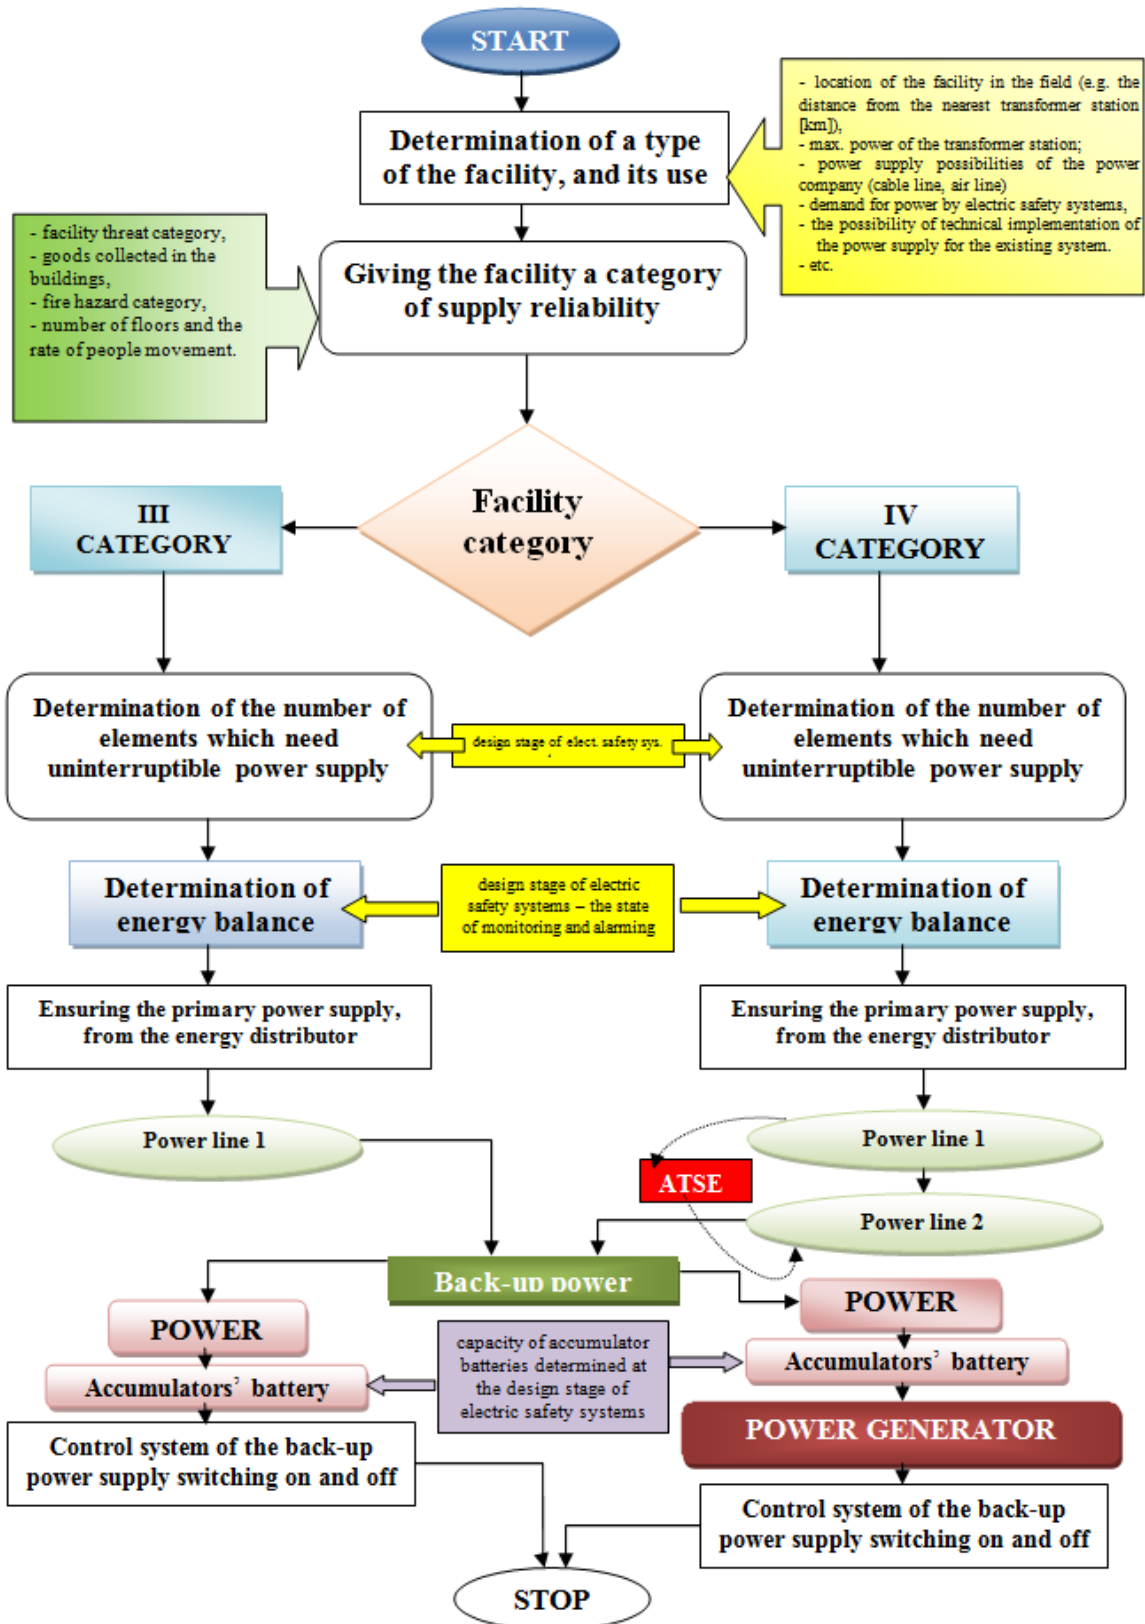 START
- location of the facility in the field (e.g. the
distance from the nearest transformer station
[km]),
- max. power of the transformer station;
- power supply possibilities of the power
company (cable line, air line)
- demand for power by electric safety systems,
- the possibility of technical implementation of
the power supply for the existing system.
- etc.
Determination of a type
of the facility, and its use
- facility threat category,
- goods collected in the
buildings,
- fire hazard category,
- number of floors and the
rate of people movement.
Giving the facility a category
of supply reliability
Facility
category
III
CATEGORY
IV
CATEGORY
Determination of the number of
elements which need
uninterruptible power supply
design stage of elect. safety sys.
Determination of the number of
elements which need
uninterruptible power supply
Determination of
energy balance
design stage of electric
safety systems – the state
of monitoring and alarming
Determination of
energy balance
Ensuring the primary power supply,
from the energy distributor
Ensuring the primary power supply,
from the energy distributor
Power line 1
Power line 1
ATSE
Power line 2
Back-up power
POWER
POWER
Accumulators' battery
capacity of accumulator
batteries determined at
the design stage of
electric safety systems
Accumulators' battery
POWER GENERATOR
Control system of the back-up
power supply switching on and off
Control system of the back-up
power supply switching on and off
STOP